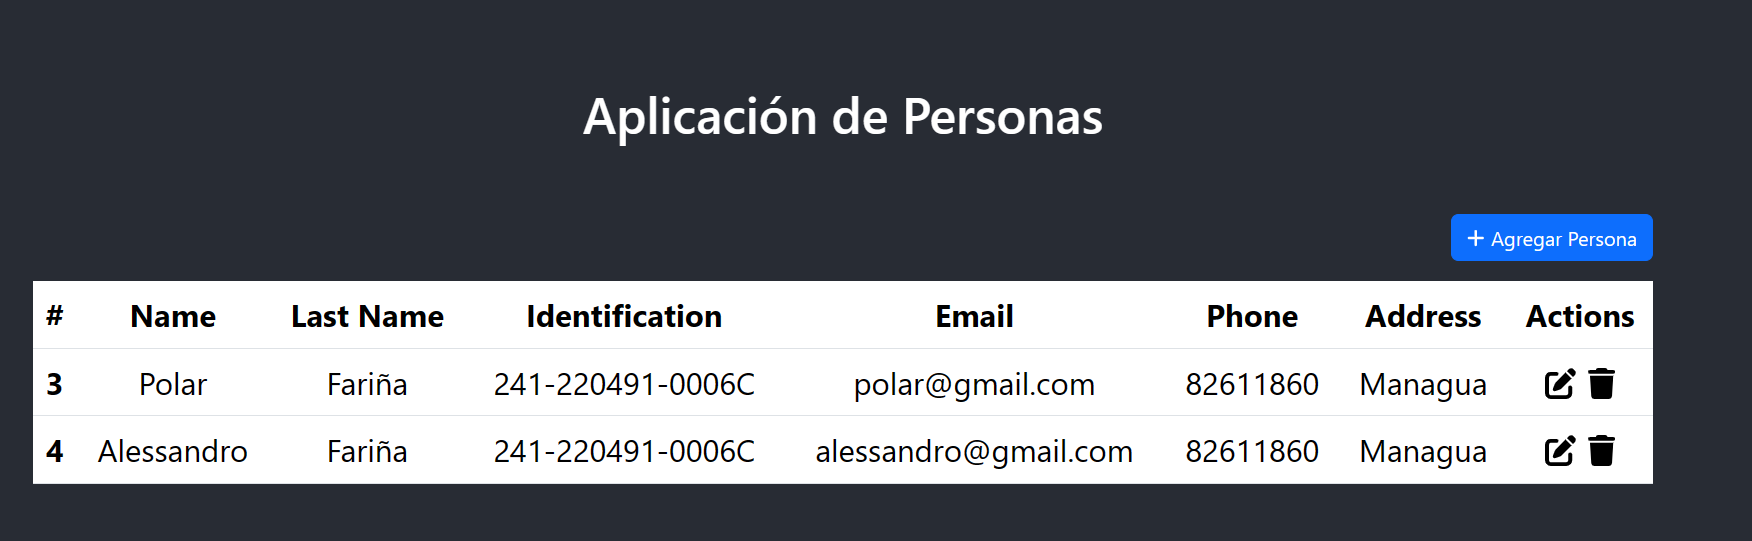 Aplicación de Personas
+ Agregar Persona
# Name Last Name Identification Email Phone Address Actions
3 Polar Fariña 241-220491-0006C polar@gmail.com 82611860 Managua
4 Alessandro Fariña 241-220491-0006C alessandro@gmail.com 82611860 Managua